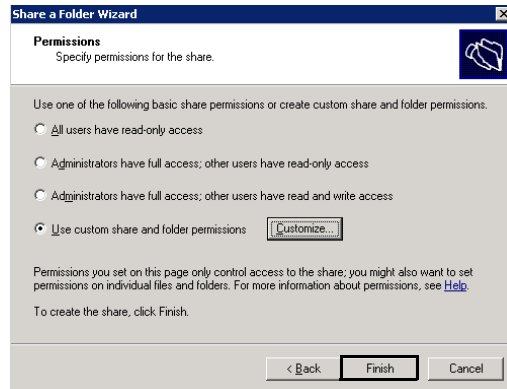 Share a Folder Wizard
Permissions
Specify permissions for the share.
Use one of the following basic share permissions or create custom share and folder permissions.
All users have read-only access
Administrators have full access; other users have read-only access
Administrators have full access; other users have read and write access
Use custom share and folder permissions Customize...
Permissions you set on this page only control access to the share; you might also want to set
permissions on individual files and folders. For more information about permissions, see Help.
To create the share, click Finish.
< Back Finish Cancel